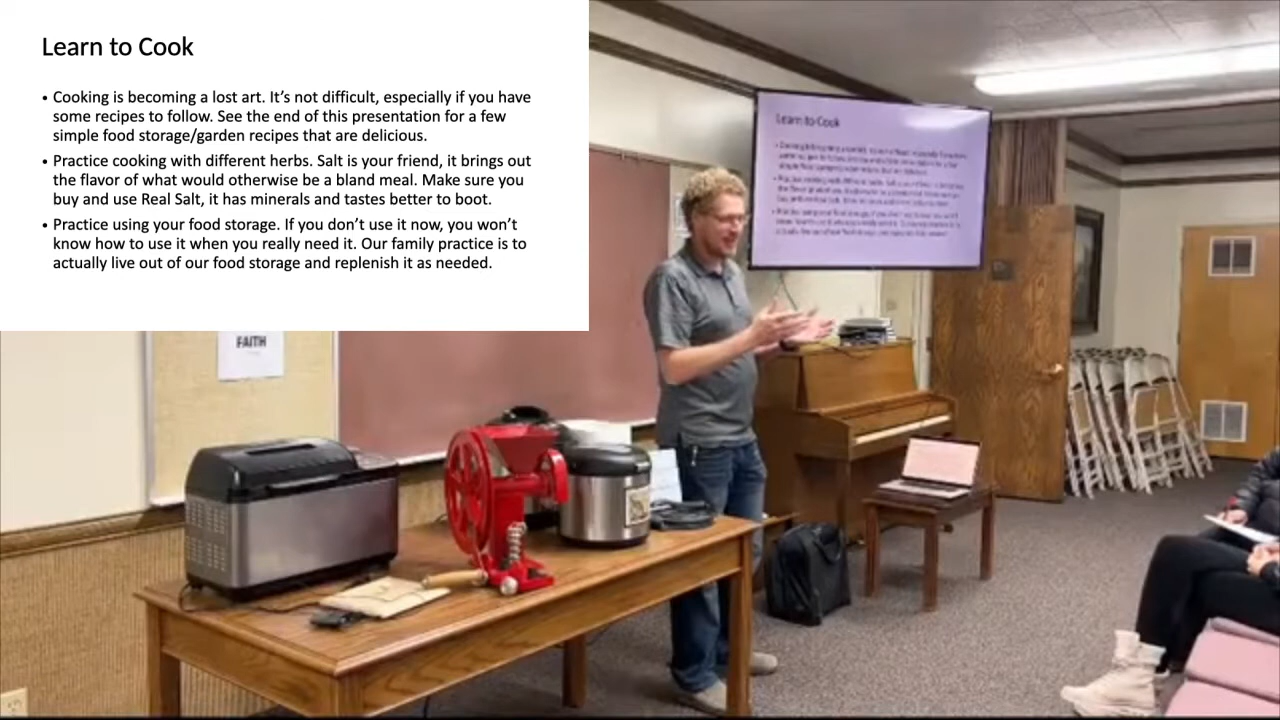 Learn to Cook
• Cooking is becoming a lost art. It's not difficult, especially if you have
some recipes to follow. See the end of this presentation for a few
simple food storage/garden recipes that are delicious.
• Practice cooking with different herbs. Salt is your friend, it brings out
the flavor of what would otherwise be a bland meal. Make sure you
buy and use Real Salt, it has minerals and tastes better to boot.
• Practice using your food storage. If you don't use it now, you won't
know how to use it when you really need it. Our family practice is to
actually live out of our food storage and replenish it as needed.
Learn to Cook
FAITH